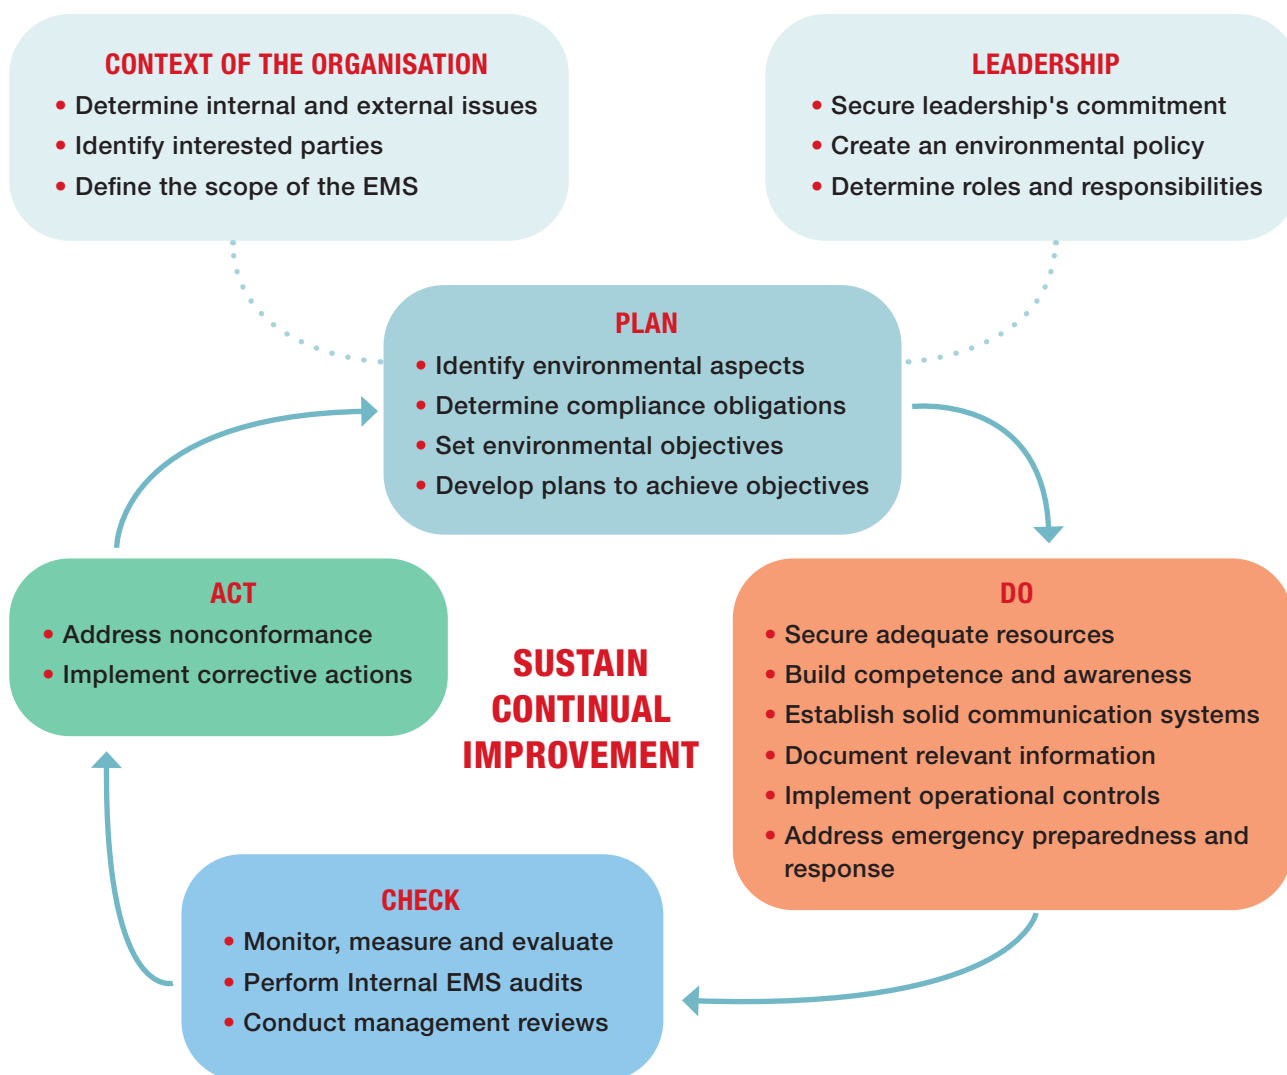 CONTEXT OF THE ORGANISATION
• Determine internal and external issues
• Identify interested parties
• Define the scope of the EMS
LEADERSHIP
• Secure leadership's commitment
• Create an environmental policy
• Determine roles and responsibilities
PLAN
• Identify environmental aspects
• Determine compliance obligations
• Set environmental objectives
• Develop plans to achieve objectives
ACT
• Address nonconformance
• Implement corrective actions
SUSTAIN
CONTINUAL
IMPROVEMENT
DO
• Secure adequate resources
• Build competence and awareness
• Establish solid communication systems
• Document relevant information
• Implement operational controls
• Address emergency preparedness and
response
CHECK
• Monitor, measure and evaluate
• Perform Internal EMS audits
• Conduct management reviews